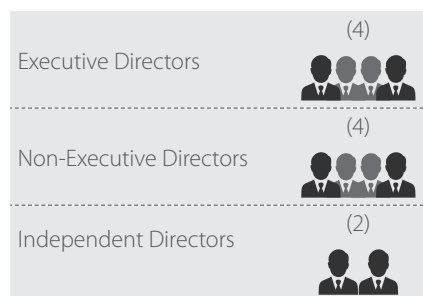 (4)
Executive Directors
(4)
Non-Executive Directors
(2)
Independent Directors